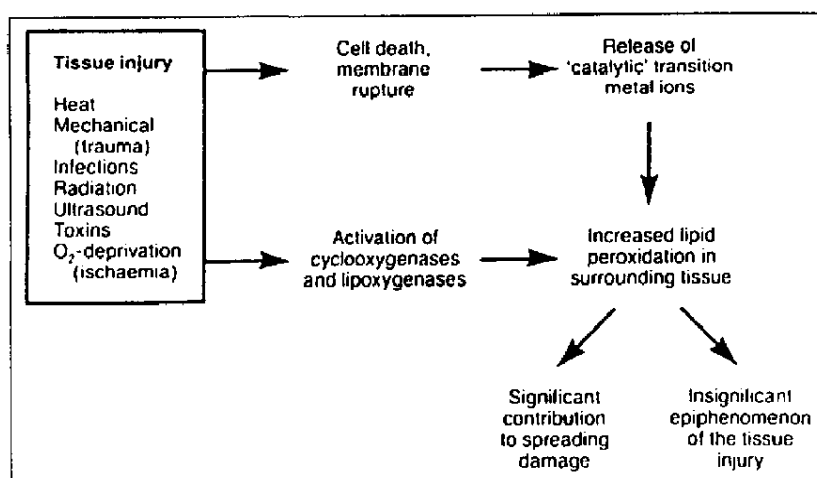 Tissue injury
Heat
Mechanical
(trauma)
Infections
Radiation
Ultrasound
Toxins
O₂-deprivation
(ischaemia)
Cell death,
membrane
rupture
Release of
'catalytic' transition
metal ions
Activation of
cyclooxygenases
and lipoxygenases
Increased lipid
peroxidation in
surrounding tissue
Significant
contribution
to spreading
damage
Insignificant
epiphenomenon
of the tissue
injury